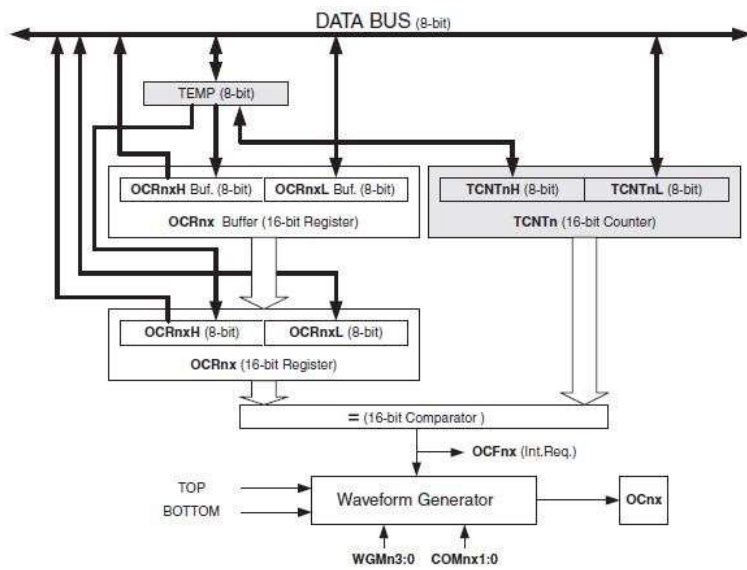 DATA BUS (8-bit)
TEMP (8-bit)
OCRnxH Buf. (8-bit) OCRnxL Buf. (8-bit)
OCRnx Buffer (16-bit Register)
TCNTnH (8-bit) TCNTnL (8-bit)
TCNTn (16-bit Counter)
OCRnxH (8-bit) OCRnxL (8-bit)
OCRnx (16-bit Register)
= (16-bit Comparator )
OCFnx (Int.Req.)
TOP
BOTTOM
Waveform Generator
OCnx
WGMn3:0 COMnx1:0